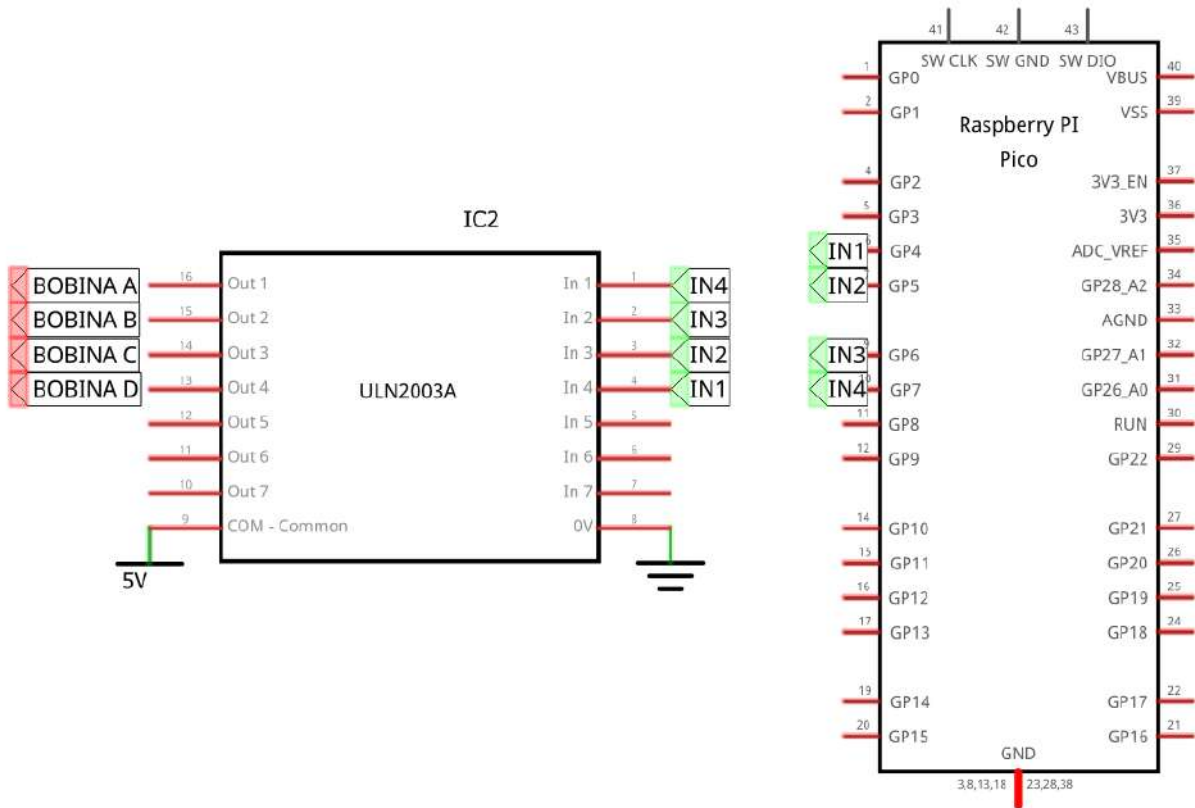 IC2
ULN2003A
BOBINA A
16
Out 1
In 1
1
IN4
BOBINA B
15
Out 2
In 2
2
IN3
BOBINA C
14
Out 3
In 3
3
IN2
BOBINA D
13
Out 4
In 4
4
IN1
12
Out 5
In 5
5
11
Out 6
In 6
6
10
Out 7
In 7
7
9
COM - Common
0V
8
5V
41
42
43
SW CLK
SW GND
SW DIO
Raspberry PI
Pico
1
GP0
VBUS
40
2
GP1
VSS
39
4
GP2
3V3_EN
37
5
GP3
3V3
36
IN1
GP4
ADC_VREF
35
IN2
GP5
GP28_A2
34
AGND
33
IN3
GP6
GP27_A1
32
IN4
10
GP7
GP26_A0
31
11
GP8
RUN
30
12
GP9
GP22
29
14
GP10
GP21
27
15
GP11
GP20
26
16
GP12
GP19
25
17
GP13
GP18
24
19
GP14
GP17
22
20
GP15
GP16
21
GND
3,8,13,18
23,28,38